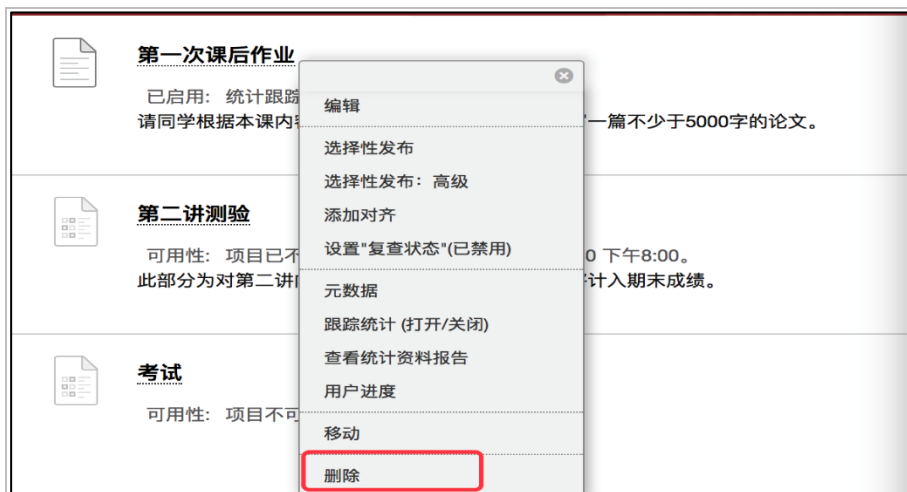 第一次课后作业
已启用: 统计跟踪
请同学根据本课内容
一篇不少于5000字的论文。
编辑
选择性发布
选择性发布: 高级
添加对齐
设置"复查状态"(已禁用)
元数据
跟踪统计 (打开/关闭)
查看统计资料报告
用户进度
移动
删除
第二讲测验
可用性: 项目已不
0 下午8:00。
此部分为对第二讲
计入期末成绩。
考试
可用性: 项目不可